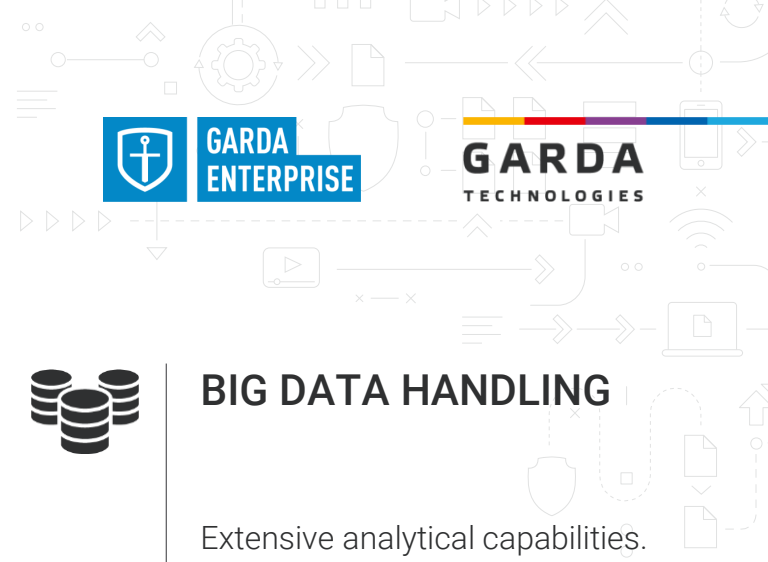 GARDA
ENTERPRISE
GARDA
TECHNOLOGIES
BIG DATA HANDLING
Extensive analytical capabilities.